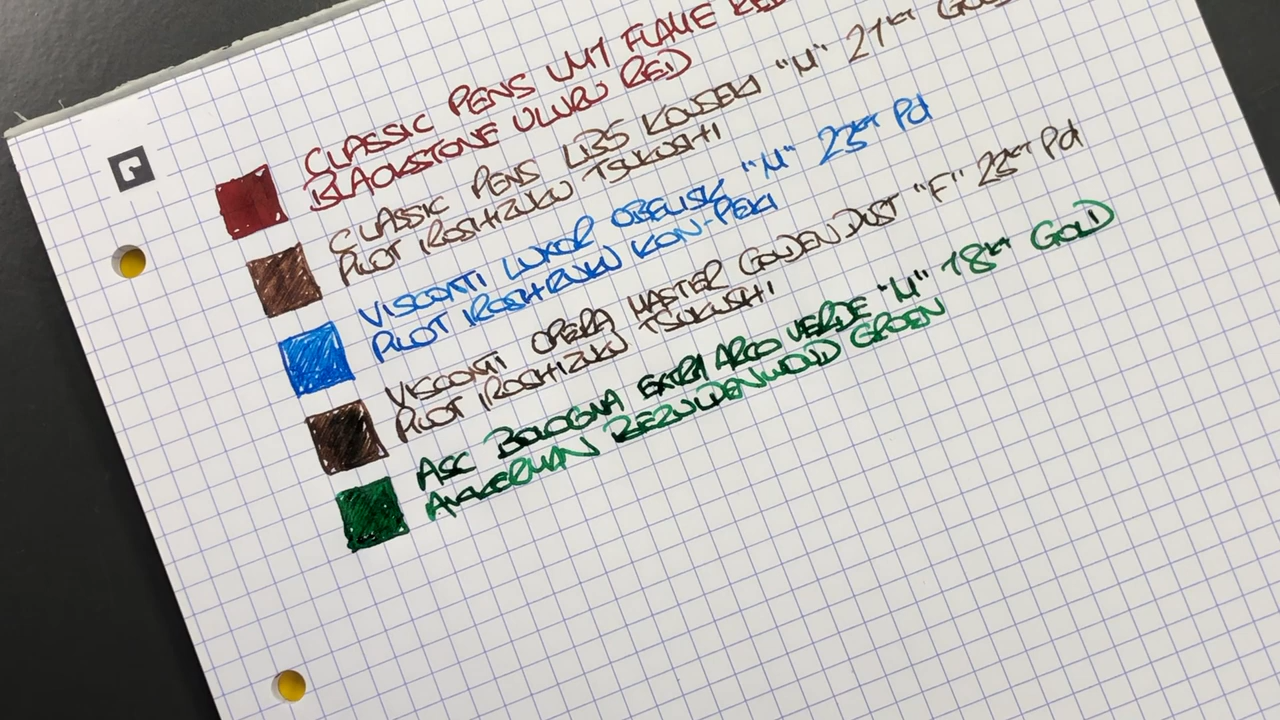 CLASSIC PENS LM1 FLAME RED
BLACKSTONE ULURU RED
CLASSIC PENS LB5 KOUSEKI "M" 21KT GOLD
PILOT IROSHIZUKU TSUKUSHI
VISCONTI LUXOR OBELISK "M" 23KT Pd
PILOT IROSHIZUKU KON-PEKI
VISCONTI OPERA MASTER GOLDEN DUST "F" 23KT Pd
PILOT IROSHIZUKU TSUKUSHI
ASC BOLOGNA EXTRA ARCO VERDE "M" 18KT GOLD
AKKERMAN BEZUIDENWOUD GROEN